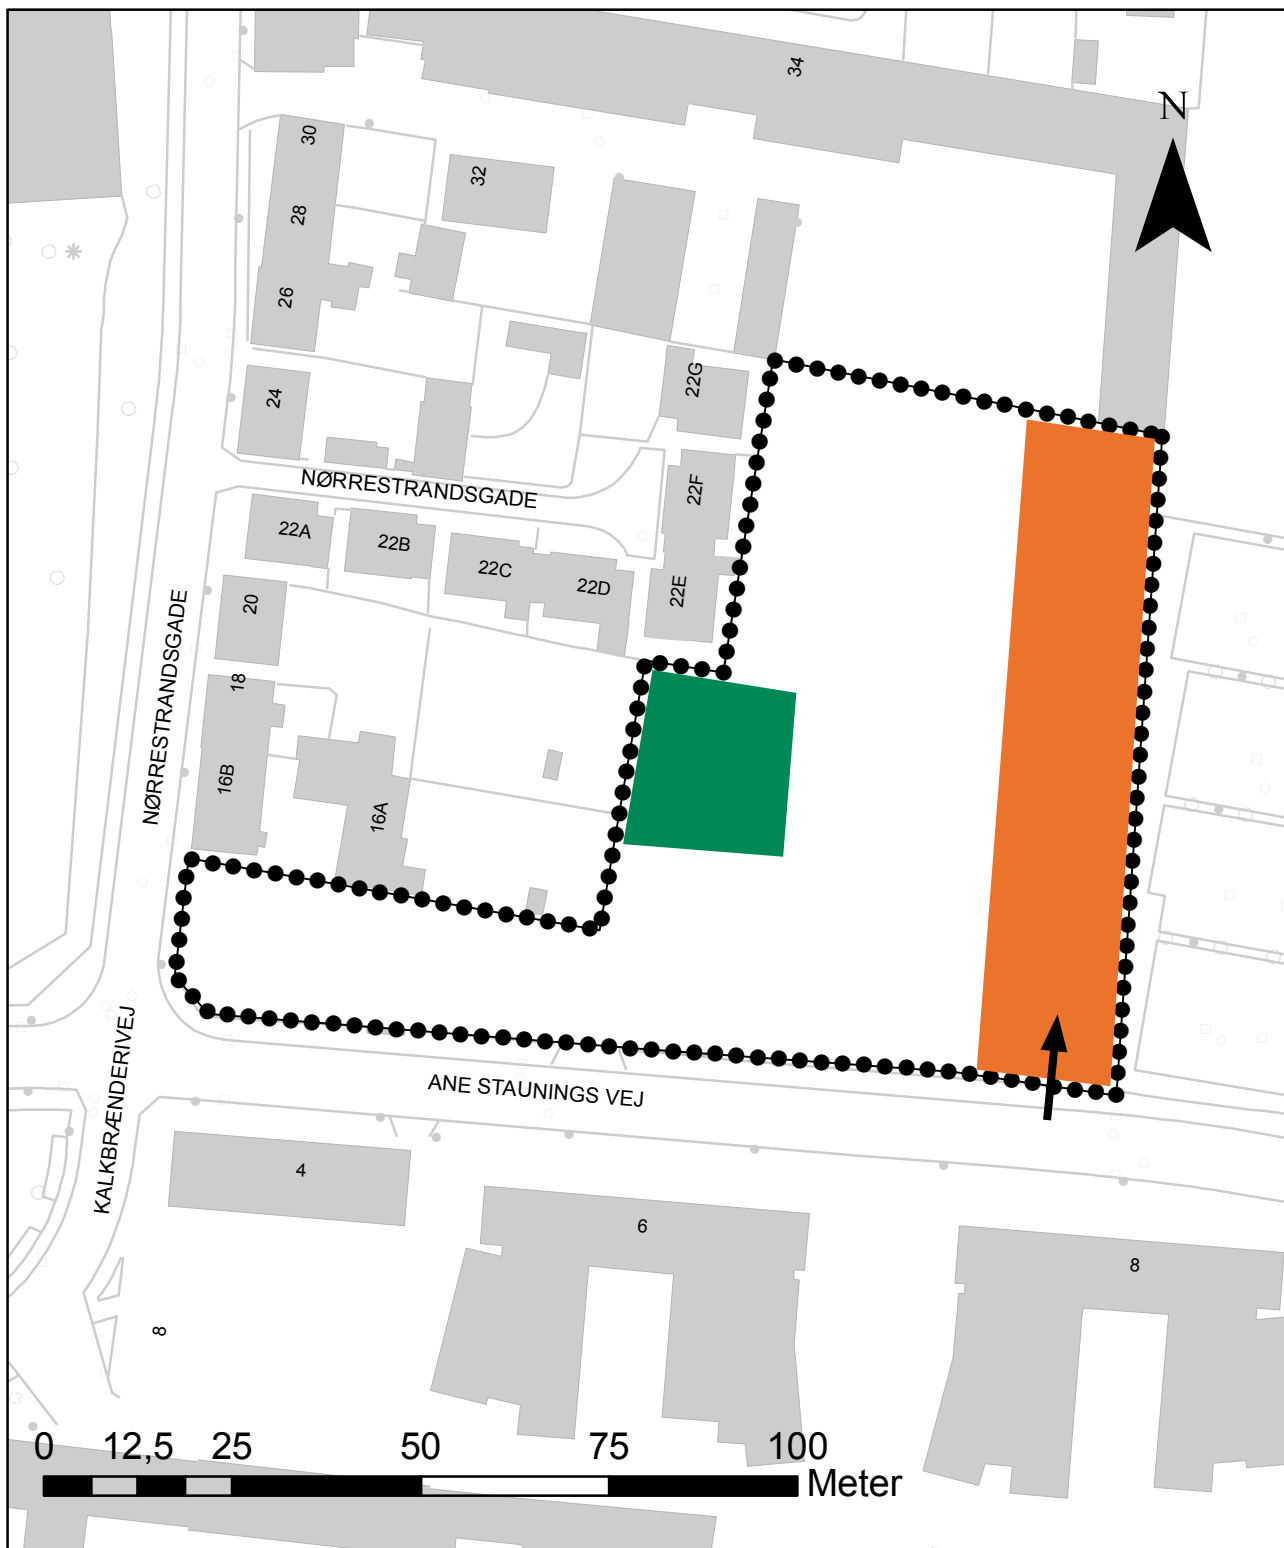 34
N
30
32
28
26
22G
24
NØRRESTRANDSGADE
22F
22A
22B
22C
22D
22E
20
NØRRESTRANDSGADE
18
16B
16A
KALKBRÆNDERIVEJ
ANE STAUNINGS VEJ
4
6
8
8
0 12,5 25 50 75 100
Meter